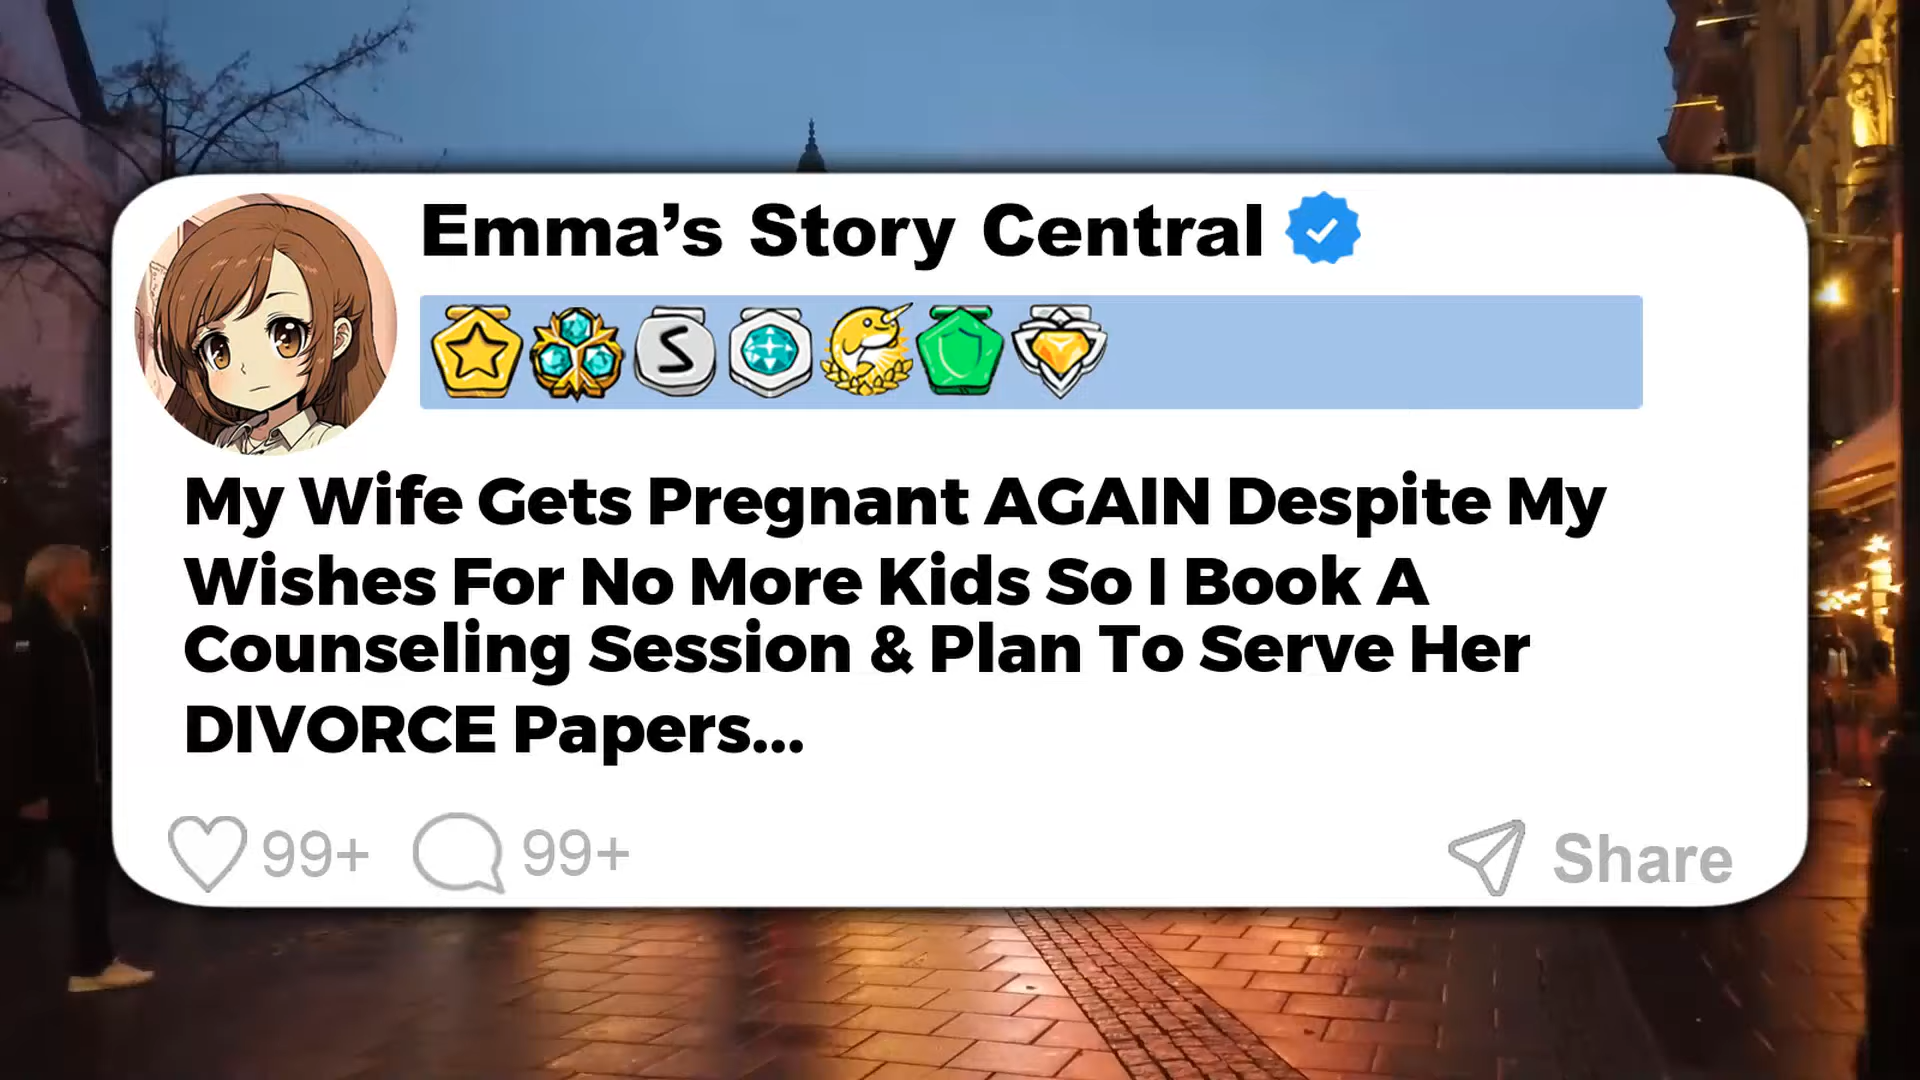 Emma’s Story Central
S
My Wife Gets Pregnant AGAIN Despite My
Wishes For No More Kids So I Book A
Counseling Session & Plan To Serve Her
DIVORCE Papers...
99+ 99+ Share